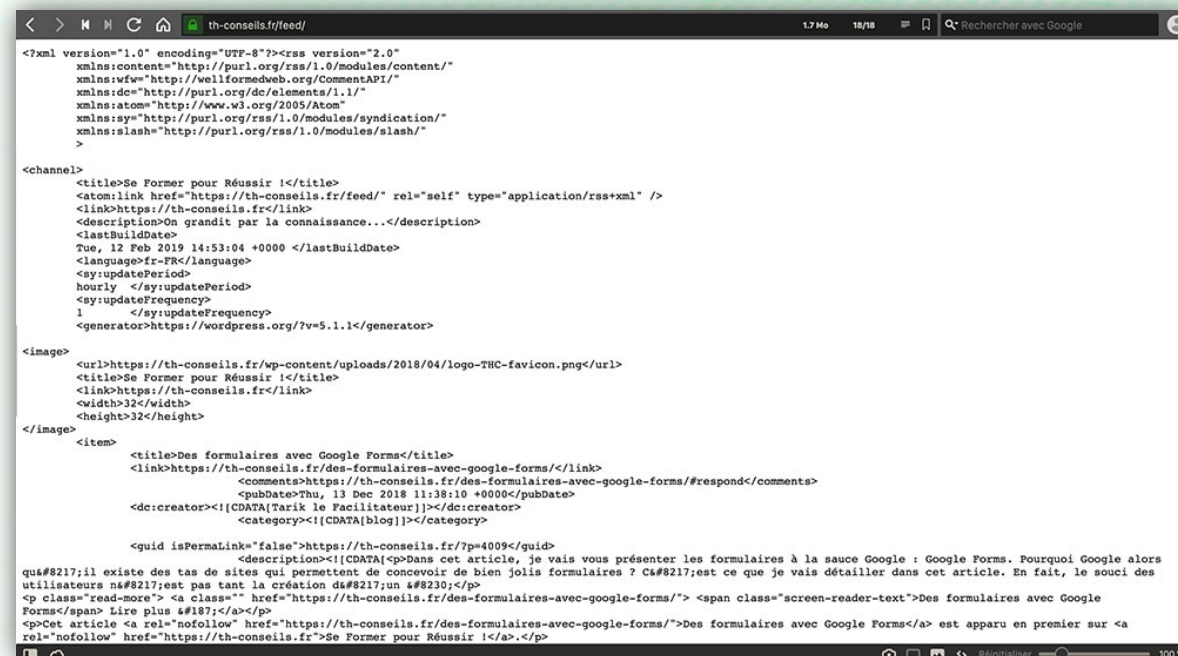 th-conseils.fr/feed/ 1.7 Mo 18/18 Rechercher avec Google
<?xml version="1.0" encoding="UTF-8"?><rss version="2.0"
xmlns:content="http://purl.org/rss/1.0/modules/content/"
xmlns:wfw="http://wellformedweb.org/CommentAPI/"
xmlns:dc="http://purl.org/dc/elements/1.1/"
xmlns:atom="http://www.w3.org/2005/Atom"
xmlns:sy="http://purl.org/rss/1.0/modules/syndication/"
xmlns:slash="http://purl.org/rss/1.0/modules/slash/"
>
<channel>
<title>Se Former pour Réussir !</title>
<atom:link href="https://th-conseils.fr/feed/" rel="self" type="application/rss+xml" />
<link>https://th-conseils.fr</link>
<description>On grandit par la connaissance...</description>
<lastBuildDate>
Tue, 12 Feb 2019 14:53:04 +0000 </lastBuildDate>
<language>fr-FR</language>
<sy:updatePeriod>
hourly </sy:updatePeriod>
<sy:updateFrequency>
1 </sy:updateFrequency>
<generator>https://wordpress.org/?v=5.1.1</generator>
<image>
<url>https://th-conseils.fr/wp-content/uploads/2018/04/logo-THC-favicon.png</url>
<title>Se Former pour Réussir !</title>
<link>https://th-conseils.fr</link>
<width>32</width>
<height>32</height>
</image>
<item>
<title>Des formulaires avec Google Forms</title>
<link>https://th-conseils.fr/des-formulaires-avec-google-forms/</link>
<comments>https://th-conseils.fr/des-formulaires-avec-google-forms/#respond</comments>
<pubDate>Thu, 13 Dec 2018 11:38:10 +0000</pubDate>
<dc:creator><![CDATA[Tarik le Facilitateur]]></dc:creator>
<category><![CDATA[blog]]></category>
<guid isPermaLink="false">https://th-conseils.fr/?p=4009</guid>
<description><![CDATA[<p>Dans cet article, je vais vous présenter les formulaires à la sauce Google : Google Forms. Pourquoi Google alors
qu&#8217;il existe des tas de sites qui permettent de concevoir de bien jolis formulaires ? C&#8217;est ce que je vais détailler dans cet article. En fait, le souci des
utilisateurs n&#8217;est pas tant la création d&#8217;un &#8230;</p>
<p class="read-more"> <a class="" href="https://th-conseils.fr/des-formulaires-avec-google-forms/"> <span class="screen-reader-text">Des formulaires avec Google
Forms</span> Lire plus &#187;</a></p>
<p>Cet article <a rel="nofollow" href="https://th-conseils.fr/des-formulaires-avec-google-forms/">Des formulaires avec Google Forms</a> est apparu en premier sur <a
rel="nofollow" href="https://th-conseils.fr">Se Former pour Réussir !</a>.</p>
Réinitialiser 100